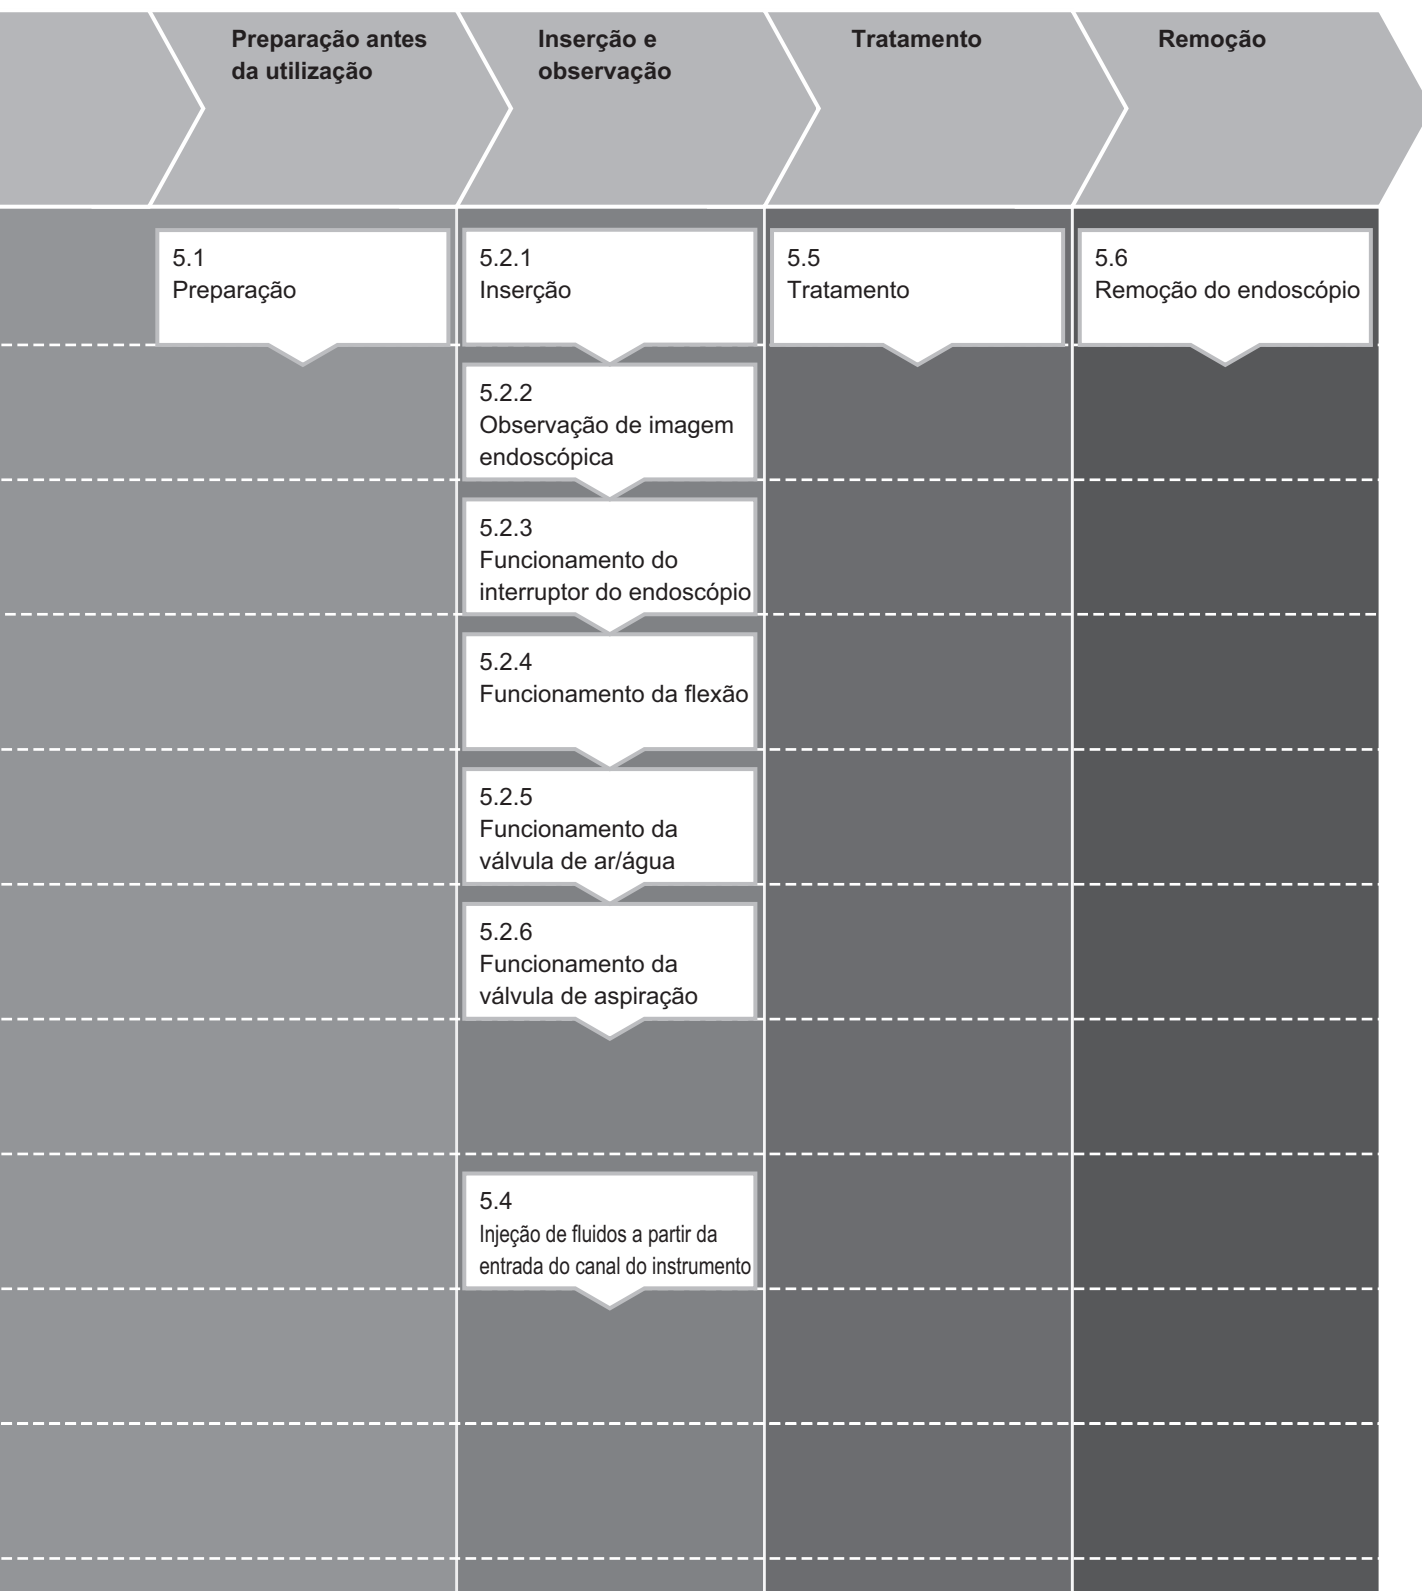 Preparação antes
da utilização
Inserção e
observação
Tratamento
Remoção
5.1
Preparação
5.2.1
Inserção
5.5
Tratamento
5.6
Remoção do endoscópio
5.2.2
Observação de imagem
endoscópica
5.2.3
Funcionamento do
interruptor do endoscópio
5.2.4
Funcionamento da flexão
5.2.5
Funcionamento da
válvula de ar/água
5.2.6
Funcionamento da
válvula de aspiração
5.4
Injeção de fluidos a partir da
entrada do canal do instrumento